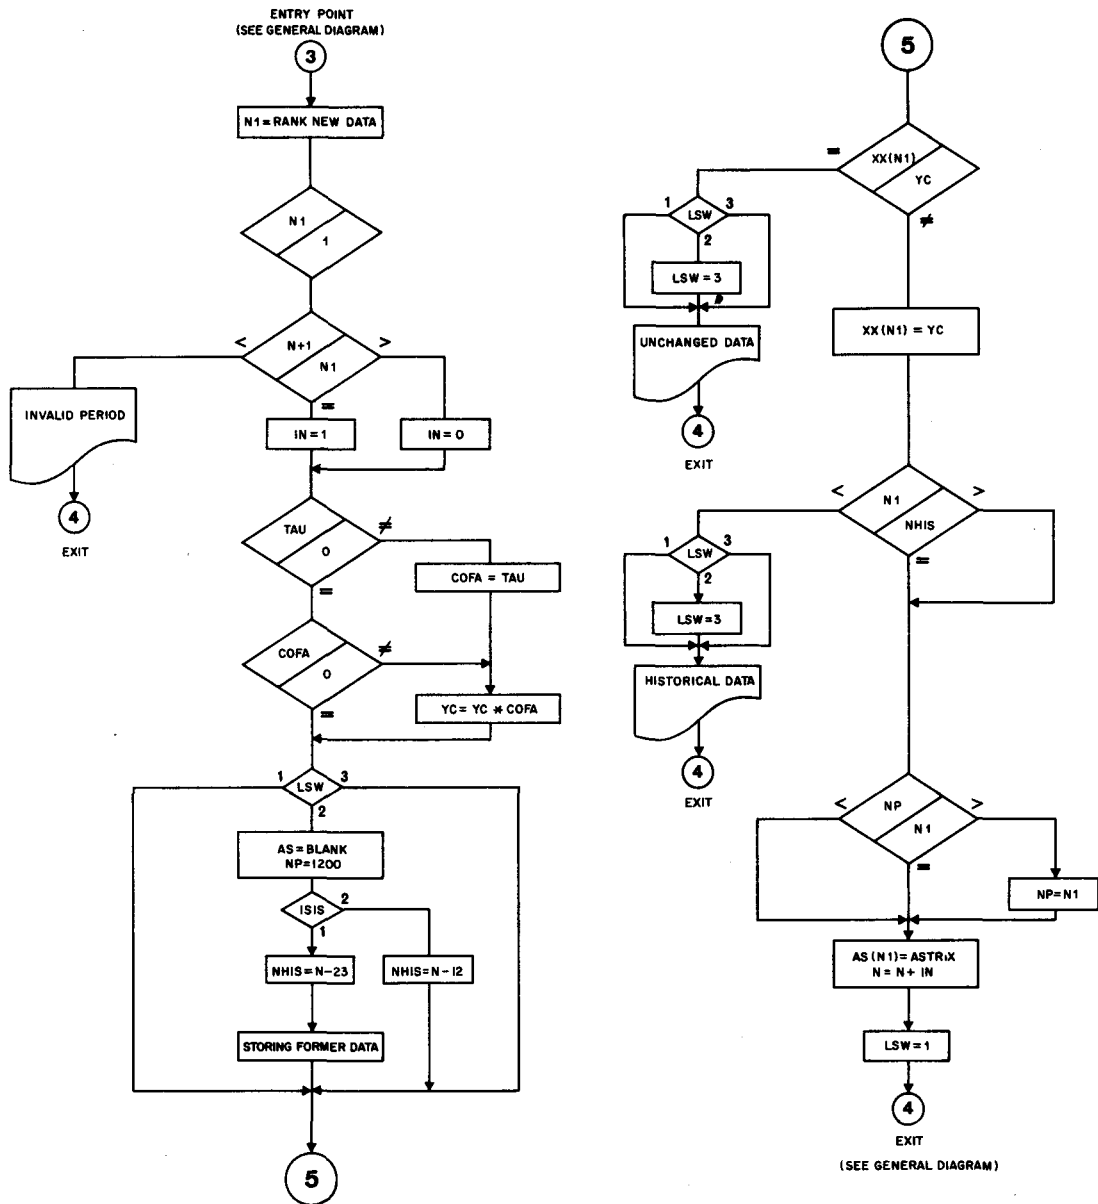 ENTRY POINT
(SEE GENERAL DIAGRAM)
3
N1=RANK NEW DATA
N1
1
<
N+1
>
N1
=
INVALID PERIOD
4
EXIT
IN=1
IN=0
TAU
≠
0
=
COFA = TAU
COFA
≠
0
=
YC= YC * COFA
1
LSW
3
2
AS=BLANK
NP=1200
ISIS
2
1
NHIS=N-23
NHIS=N-12
STORING FORMER DATA
5
5
=
XX(N1)
YC
≠
1
LSW
3
2
LSW=3
UNCHANGED DATA
4
EXIT
XX(N1) = YC
<
N1
>
NHIS
=
1
LSW
3
2
LSW=3
HISTORICAL DATA
4
EXIT
<
NP
>
N1
=
NP=N1
AS(N1)=ASTRIX
N = N+ IN
LSW=1
4
EXIT
(SEE GENERAL DIAGRAM)